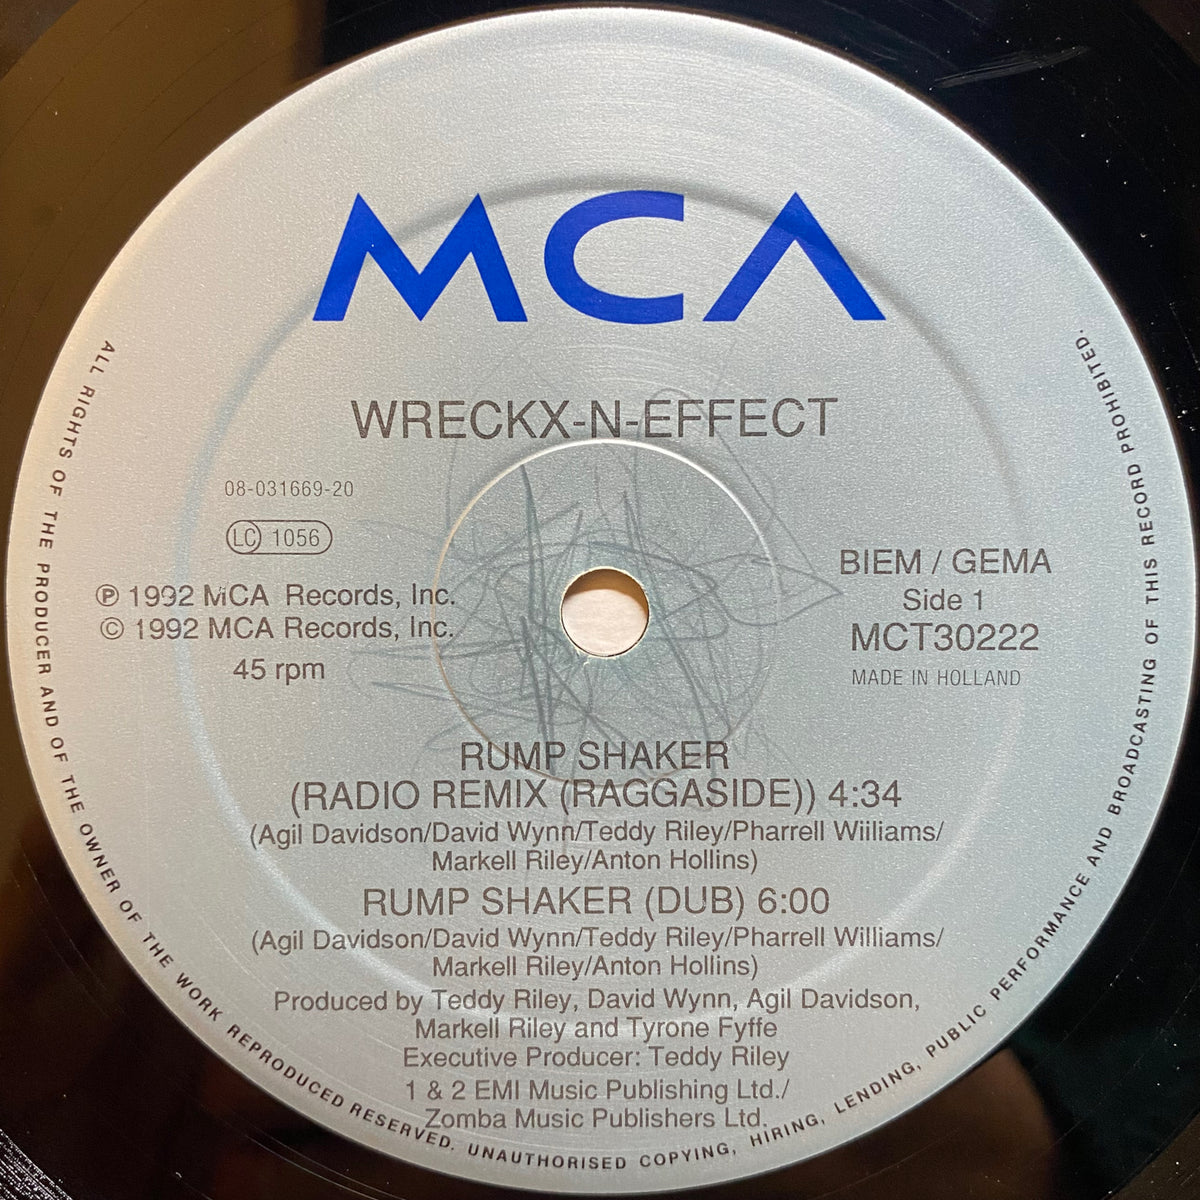 MCA
WRECKX-N-EFFECT
08-031669-20
LC 1056
℗ 1992 MCA Records, Inc.
© 1992 MCA Records, Inc.
45 rpm
BIEM / GEMA
Side 1
MCT30222
MADE IN HOLLAND
RUMP SHAKER
(RADIO REMIX (RAGGASIDE)) 4:34
(Agil Davidson/David Wynn/Teddy Riley/Pharrell Wiiliams/
Markell Riley/Anton Hollins)
RUMP SHAKER (DUB) 6:00
(Agil Davidson/David Wynn/Teddy Riley/Pharrell Williams/
Markell Riley/Anton Hollins)
Produced by Teddy Riley, David Wynn, Agil Davidson,
Markell Riley and Tyrone Fyffe
Executive Producer: Teddy Riley
1 & 2 EMI Music Publishing Ltd./
Zomba Music Publishers Ltd.
ALL RIGHTS OF THE PRODUCER AND OF THE OWNER OF THE WORK REPRODUCED RESERVED. UNAUTHORISED COPYING, HIRING, LENDING, PUBLIC PERFORMANCE AND BROADCASTING OF THIS RECORD PROHIBITED.